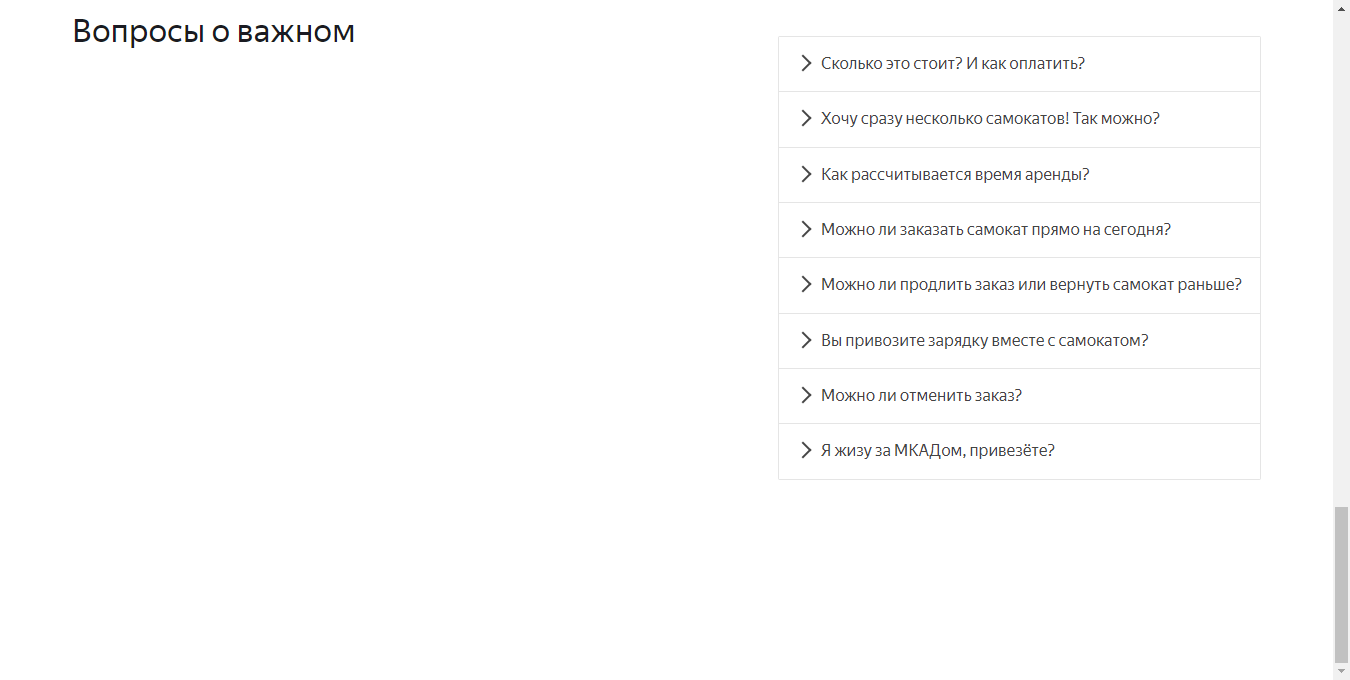 Вопросы о важном
Сколько это стоит? И как оплатить?
Хочу сразу несколько самокатов! Так можно?
Как рассчитывается время аренды?
Можно ли заказать самокат прямо на сегодня?
Можно ли продлить заказ или вернуть самокат раньше?
Вы привозите зарядку вместе с самокатом?
Можно ли отменить заказ?
Я жизу за МКАДом, привезёте?